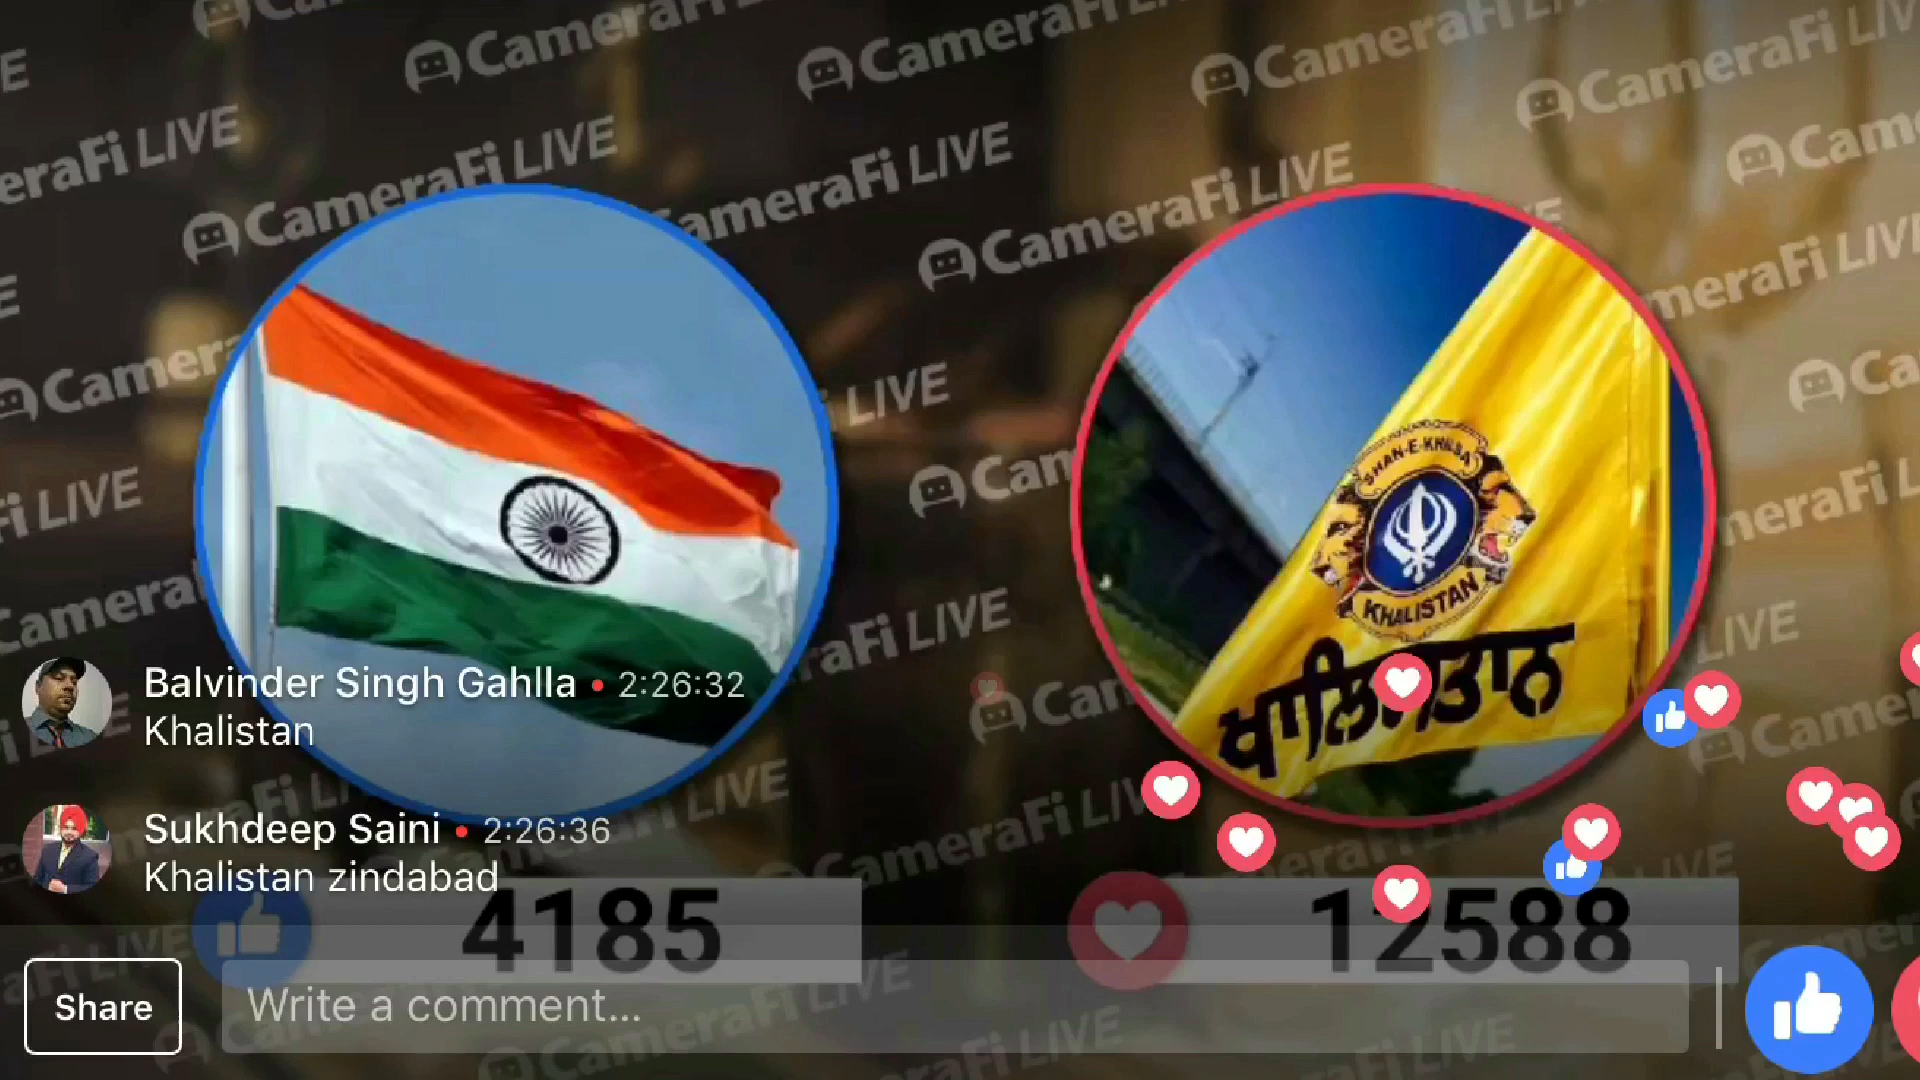 CameraFi LIVE
SHAN-E-KHALSA
KHALISTAN
ਖਾਲਿਸਤਾਨ
Balvinder Singh Gahlla • 2:26:32
Khalistan
Sukhdeep Saini • 2:26:36
Khalistan zindabad
4185
12588
Share
Write a comment...